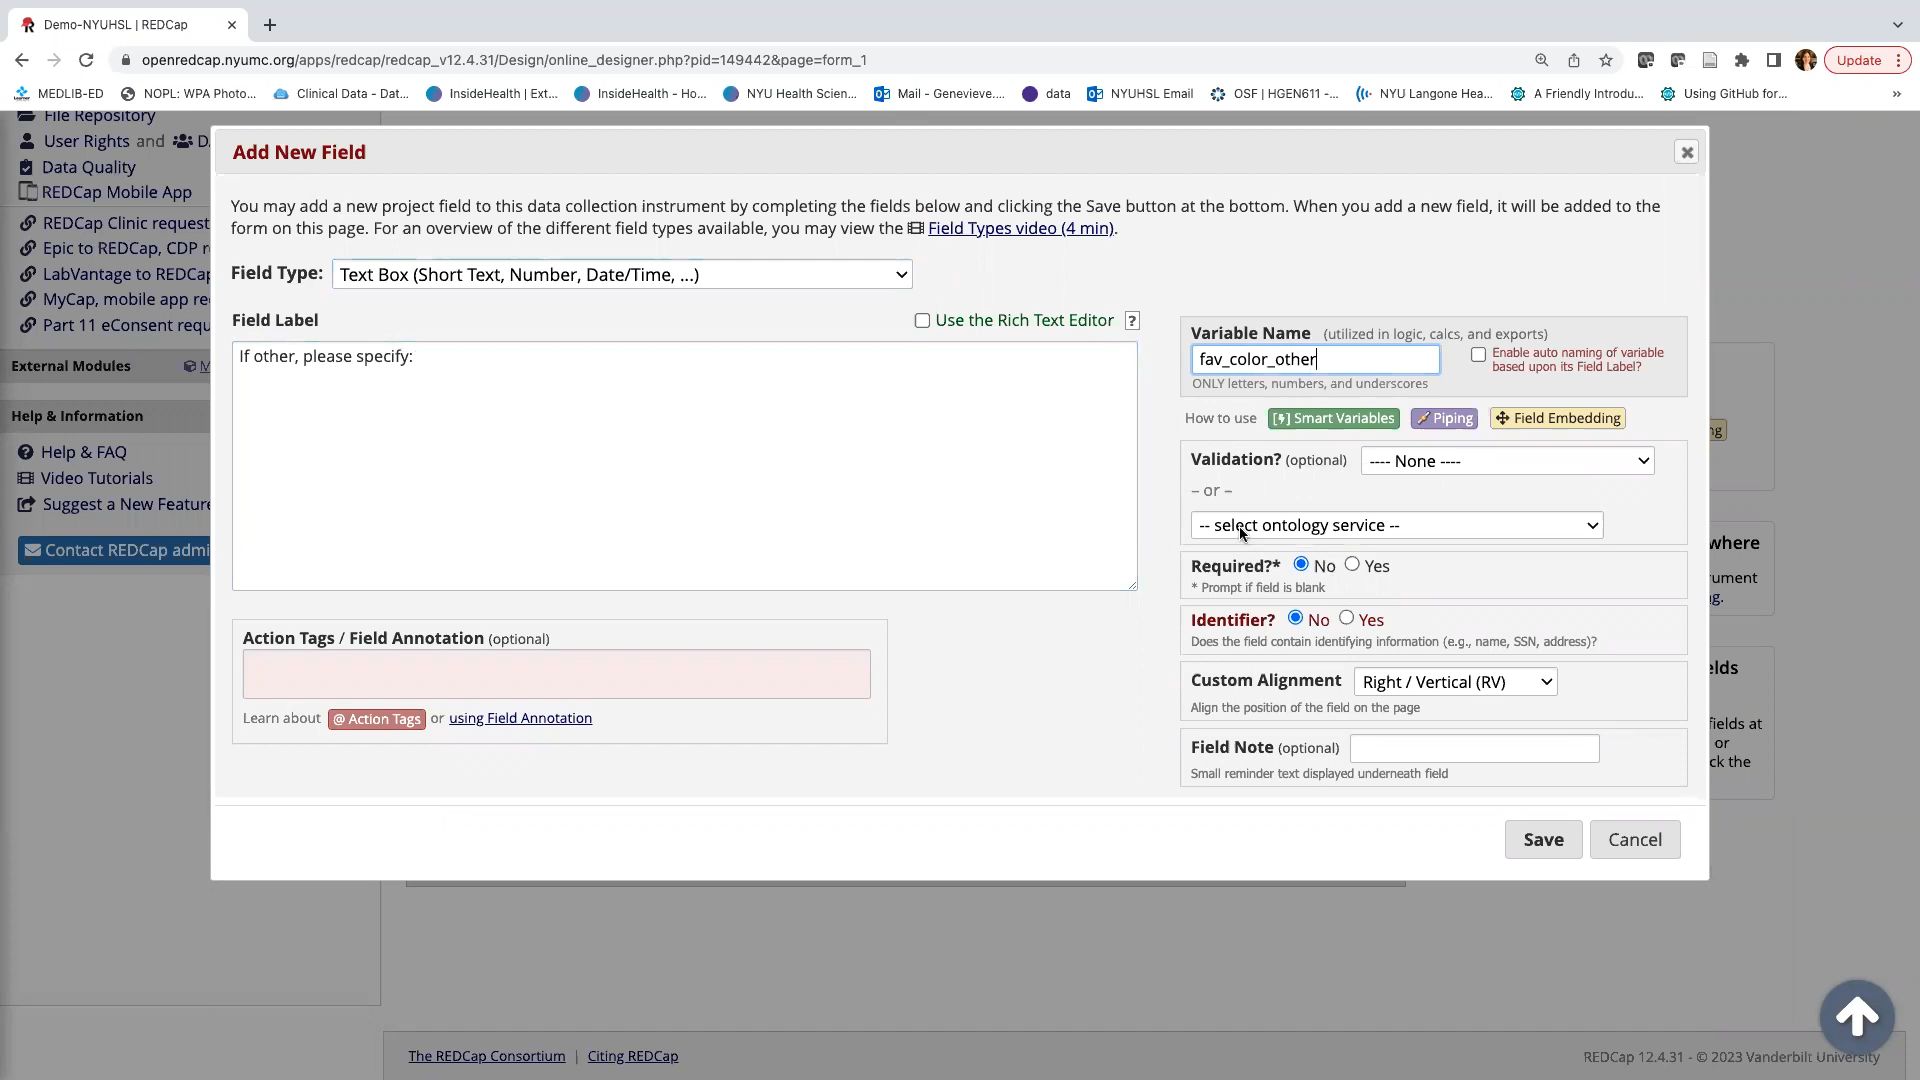 Demo-NYUHSL | REDCap
openredcap.nyumc.org/apps/redcap/redcap_v12.4.31/Design/online_designer.php?pid=149442&page=form_1
Update
MEDLIB-ED
NOPL: WPA Photo...
Clinical Data - Dat...
InsideHealth | Ext...
InsideHealth - Ho...
NYU Health Scien...
Mail - Genevieve....
data
NYUHSL Email
OSF | HGEN611 -...
NYU Langone Hea...
A Friendly Introdu...
Using GitHub for...
»
File Repository
User Rights and D
Data Quality
REDCap Mobile App
REDCap Clinic request
Epic to REDCap, CDP r
LabVantage to REDCap
MyCap, mobile app re
Part 11 eConsent requ
External Modules
Help & Information
Help & FAQ
Video Tutorials
Suggest a New Feature
Contact REDCap admi
Add New Field
You may add a new project field to this data collection instrument by completing the fields below and clicking the Save button at the bottom. When you add a new field, it will be added to the
form on this page. For an overview of the different field types available, you may view the Field Types video (4 min).
Field Type: Text Box (Short Text, Number, Date/Time, ...)
Field Label
Use the Rich Text Editor ?
If other, please specify:
Action Tags / Field Annotation (optional)
Learn about @ Action Tags or using Field Annotation
Variable Name (utilized in logic, calcs, and exports)
fav_color_other
Enable auto naming of variable
based upon its Field Label?
ONLY letters, numbers, and underscores
How to use [⚡] Smart Variables Piping Field Embedding
Validation? (optional) ---- None ----
– or –
-- select ontology service --
Required?* No Yes
* Prompt if field is blank
Identifier? No Yes
Does the field contain identifying information (e.g., name, SSN, address)?
Custom Alignment Right / Vertical (RV)
Align the position of the field on the page
Field Note (optional)
Small reminder text displayed underneath field
Save
Cancel
ng
where
rument
g.
elds
fields at
or
ck the
The REDCap Consortium | Citing REDCap
REDCap 12.4.31 - © 2023 Vanderbilt University